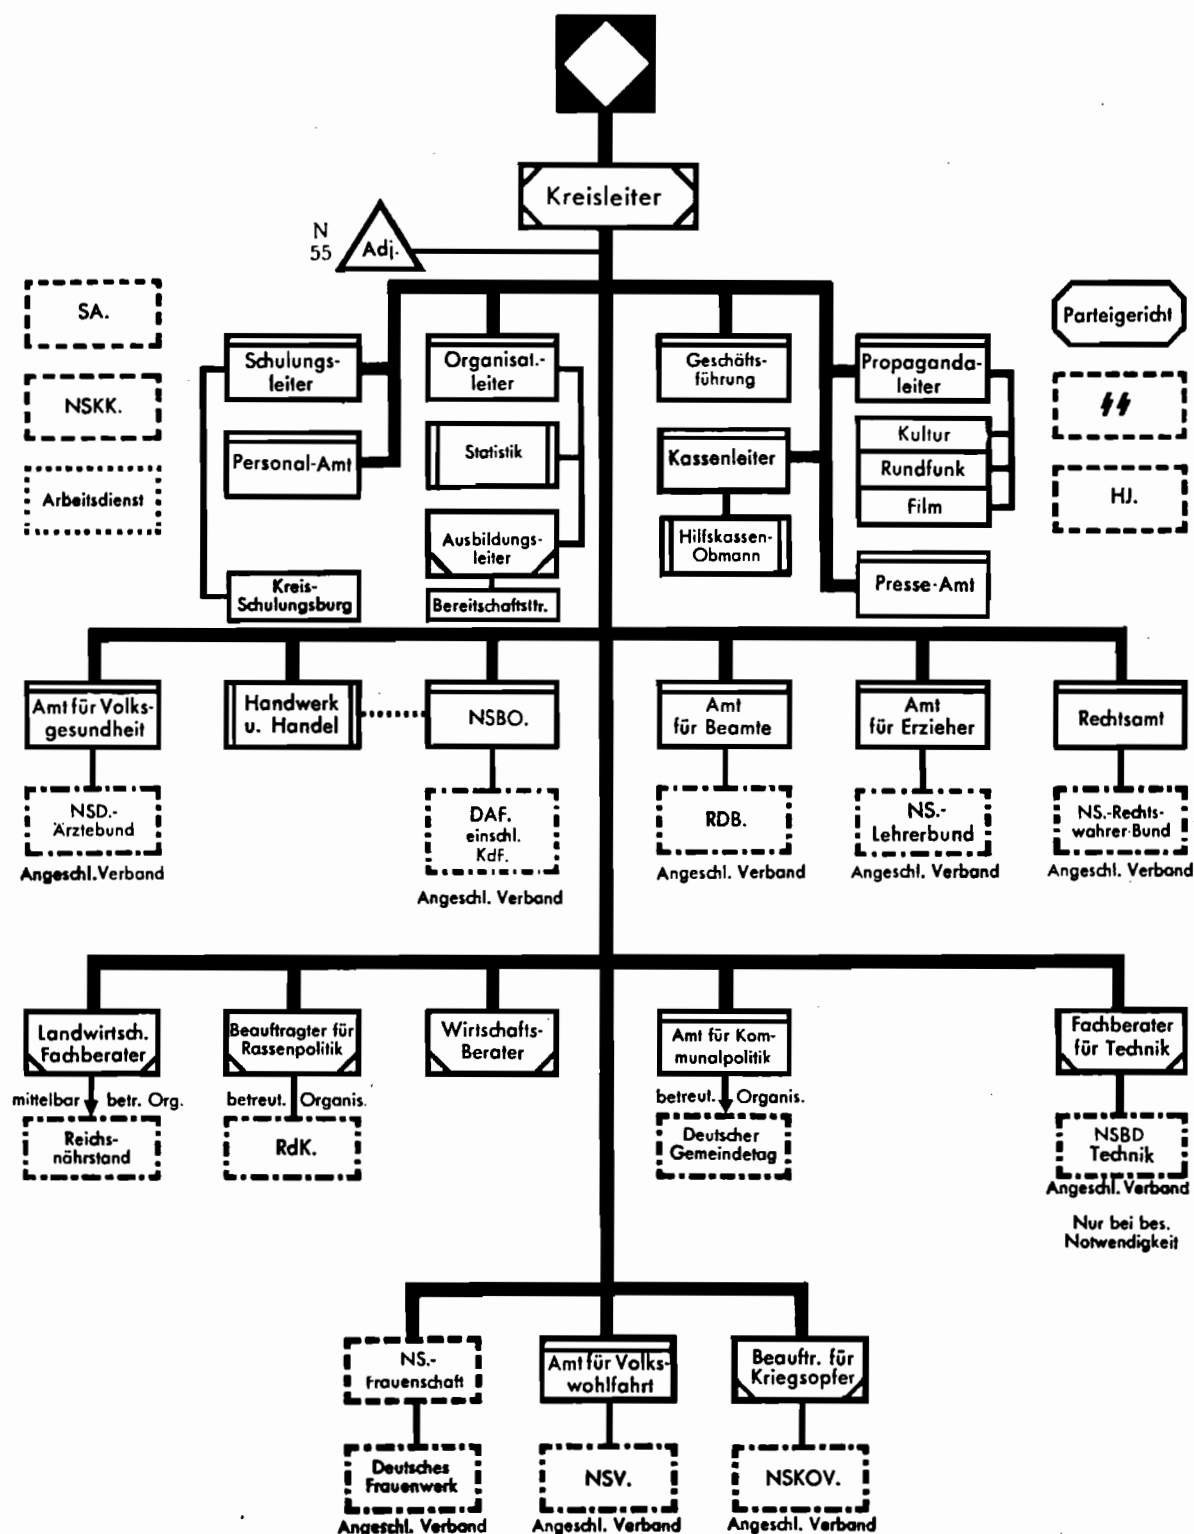 Kreisleiter
N
55
Adj.
SA.
NSKK.
Arbeitsdienst
Schulungs-
leiter
Personal-Amt
Kreis-
Schulungsburg
Organisat.-
leiter
Statistik
Ausbildungs-
leiter
Bereitschaftsltr.
Geschäfts-
führung
Kassenleiter
Hilfskassen-
Obmann
Propaganda-
leiter
Kultur
Rundfunk
Film
Presse-Amt
Parteigericht
ᛋᛋ
HJ.
Amt für Volks-
gesundheit
Handwerk
u. Handel
NSBO.
Amt
für Beamte
Amt
für Erzieher
Rechtsamt
NSD.-
Ärztebund
Angeschl. Verband
DAF.
einschl.
KdF.
Angeschl. Verband
RDB.
Angeschl. Verband
NS.-
Lehrerbund
Angeschl. Verband
NS.-Rechts-
wahrer-Bund
Angeschl. Verband
Landwirtsch.
Fachberater
mittelbar betr. Org.
Reichs-
nährstand
Beauftragter für
Rassenpolitik
betreut. Organis.
RdK.
Wirtschafts-
Berater
Amt für Kom-
munalpolitik
betreut. Organis.
Deutscher
Gemeindetag
Fachberater
für Technik
NSBD
Technik
Angeschl. Verband
Nur bei bes.
Notwendigkeit
NS.-
Frauenschaft
Deutsches
Frauenwerk
Angeschl. Verband
Amt für Volks-
wohlfahrt
NSV.
Angeschl. Verband
Beauftr. für
Kriegsopfer
NSKOV.
Angeschl. Verband